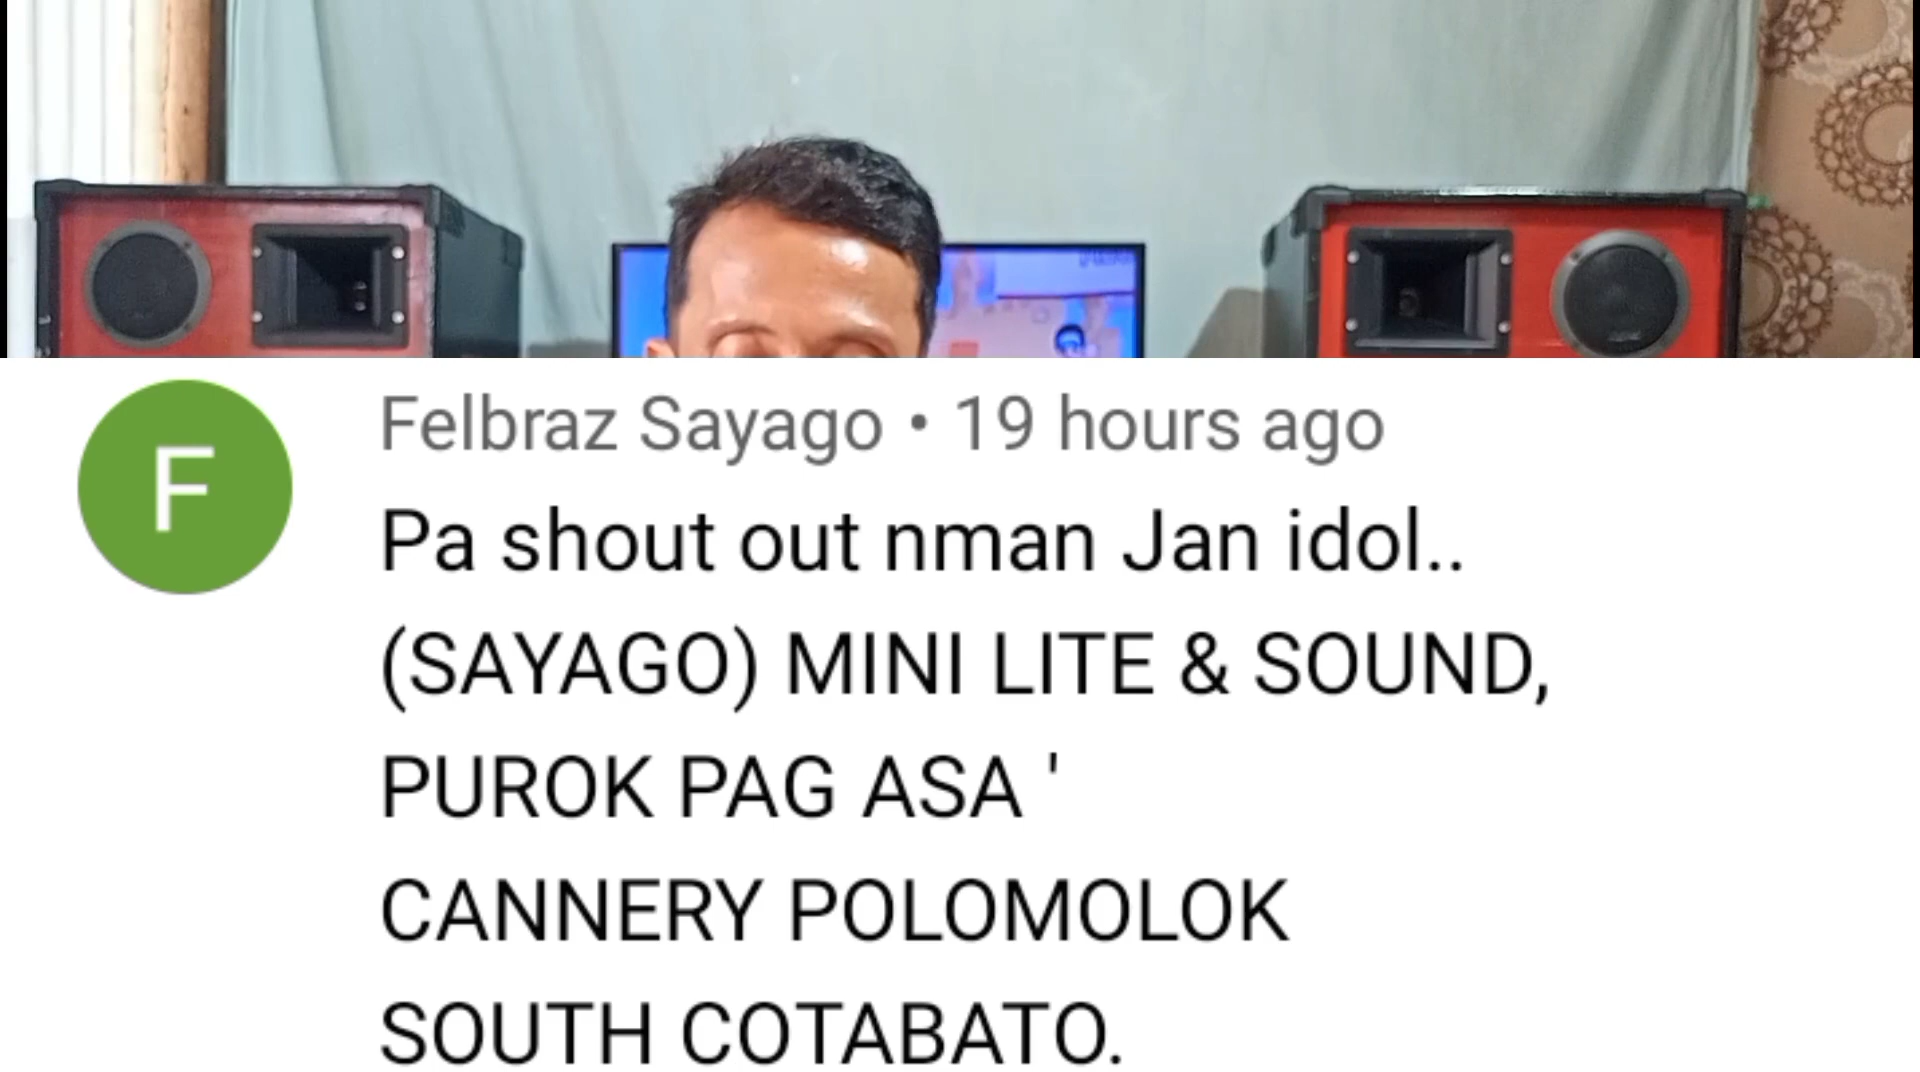 F
Felbraz Sayago • 19 hours ago
Pa shout out nman Jan idol..
(SAYAGO) MINI LITE & SOUND,
PUROK PAG ASA '
CANNERY POLOMOLOK
SOUTH COTABATO.